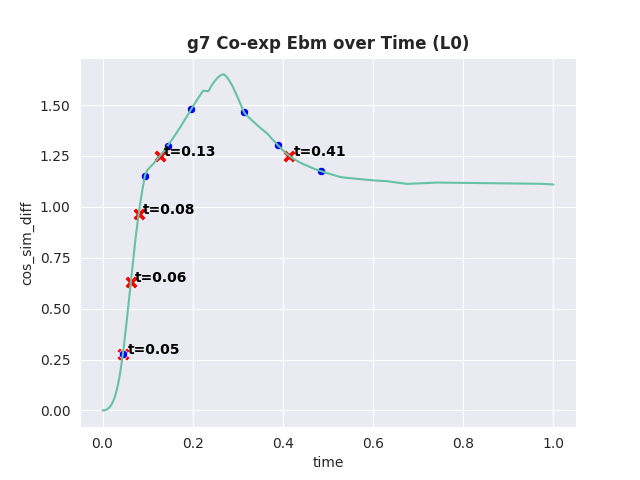 g7 Co-exp Ebm over Time (L0)
1.50
1.25
1.00
0.75
0.50
0.25
0.00
cos_sim_diff
t=0.13
t=0.41
t=0.08
t=0.06
t=0.05
0.0 0.2 0.4 0.6 0.8 1.0
time